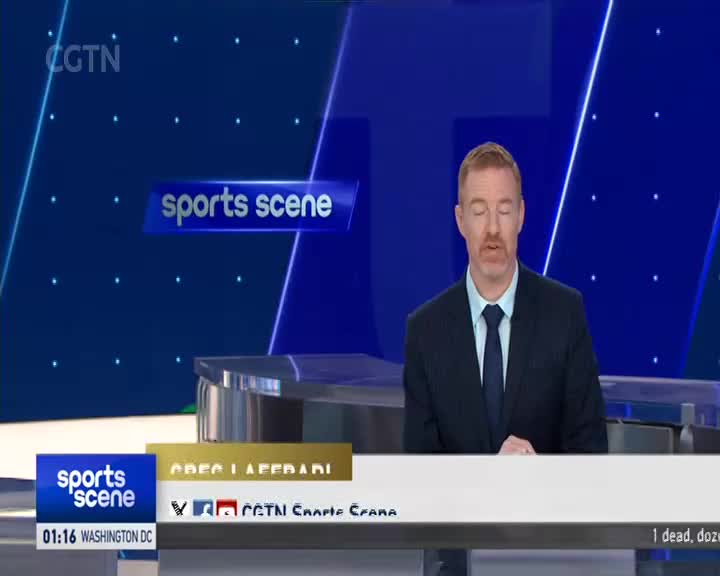 CGTN
sports scene
sports
scene
CGTN Sports Scene
01:16 WASHINGTON DC
1 dead,